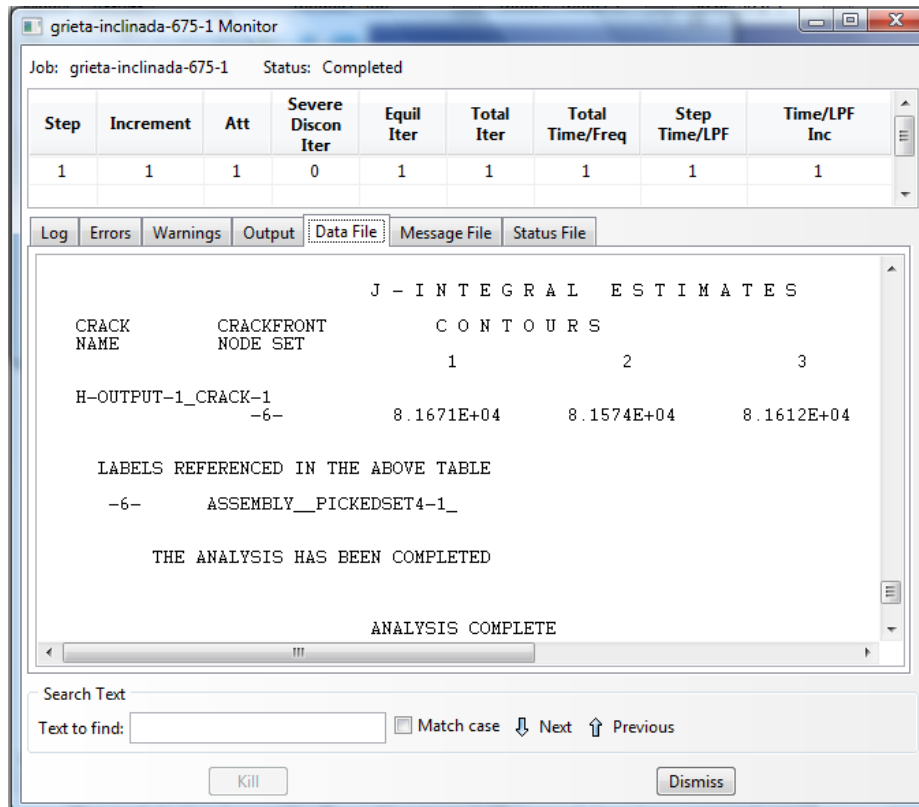 grieta-inclinada-675-1 Monitor
Job: grieta-inclinada-675-1 Status: Completed
Step Increment Att Severe Discon Iter Equil Iter Total Iter Total Time/Freq Step Time/LPF Time/LPF Inc
1 1 1 0 1 1 1 1 1
Log Errors Warnings Output Data File Message File Status File
J - I N T E G R A L E S T I M A T E S
CRACK CRACKFRONT C O N T O U R S
NAME NODE SET
1 2 3
H-OUTPUT-1_CRACK-1
-6- 8.1671E+04 8.1574E+04 8.1612E+04
LABELS REFERENCED IN THE ABOVE TABLE
-6- ASSEMBLY__PICKEDSET4-1_
THE ANALYSIS HAS BEEN COMPLETED
ANALYSIS COMPLETE
Search Text
Text to find: Match case Next Previous
Kill Dismiss